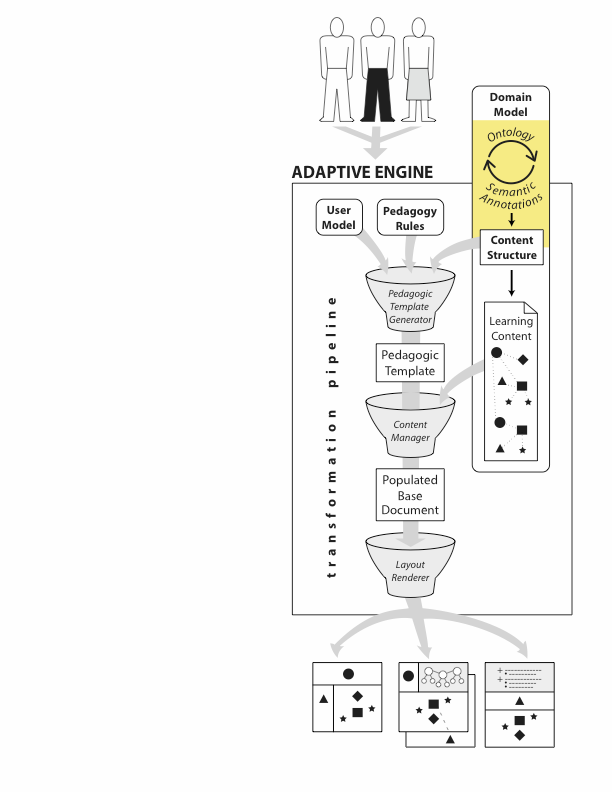 Domain
Model
Ontology
Semantic
Annotations
ADAPTIVE ENGINE
User
Model
Pedagogy
Rules
Content
Structure
Pedagogic
Template
Generator
Learning
Content
transformation pipeline
Pedagogic
Template
Content
Manager
Populated
Base
Document
Layout
Renderer